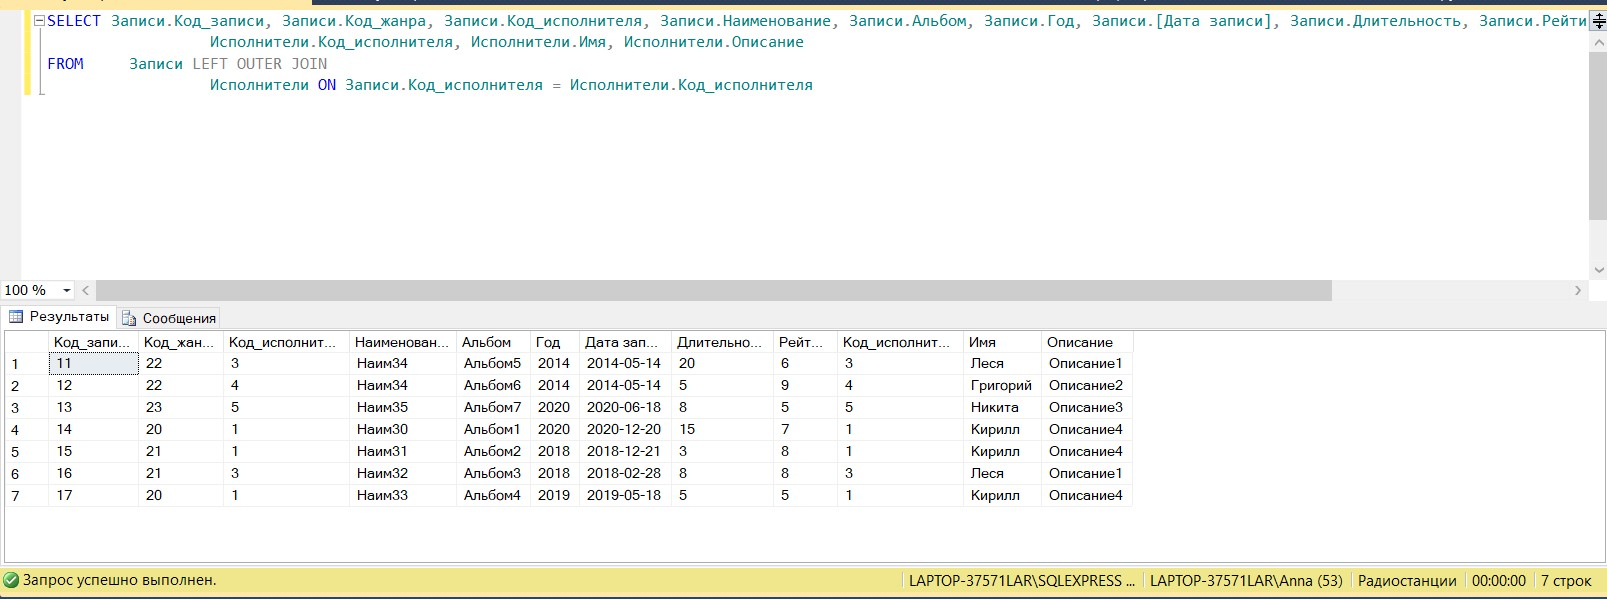 SELECT Записи.Код_записи, Записи.Код_жанра, Записи.Код_исполнителя, Записи.Наименование, Записи.Альбом, Записи.Год, Записи.[Дата записи], Записи.Длительность, Записи.Рейти
Исполнители.Код_исполнителя, Исполнители.Имя, Исполнители.Описание
FROM Записи LEFT OUTER JOIN
Исполнители ON Записи.Код_исполнителя = Исполнители.Код_исполнителя
100 %
Результаты Сообщения
Код_запи... Код_жан... Код_исполнит... Наименован... Альбом Год Дата зап... Длительно... Рейт... Код_исполнит... Имя Описание
1 11 22 3 Наим34 Альбом5 2014 2014-05-14 20 6 3 Леся Описание1
2 12 22 4 Наим34 Альбом6 2014 2014-05-14 5 9 4 Григорий Описание2
3 13 23 5 Наим35 Альбом7 2020 2020-06-18 8 5 5 Никита Описание3
4 14 20 1 Наим30 Альбом1 2020 2020-12-20 15 7 1 Кирилл Описание4
5 15 21 1 Наим31 Альбом2 2018 2018-12-21 3 8 1 Кирилл Описание4
6 16 21 3 Наим32 Альбом3 2018 2018-02-28 8 8 3 Леся Описание1
7 17 20 1 Наим33 Альбом4 2019 2019-05-18 5 5 1 Кирилл Описание4
Запрос успешно выполнен. LAPTOP-37571LAR\SQLEXPRESS ... LAPTOP-37571LAR\Anna (53) Радиостанции 00:00:00 7 строк